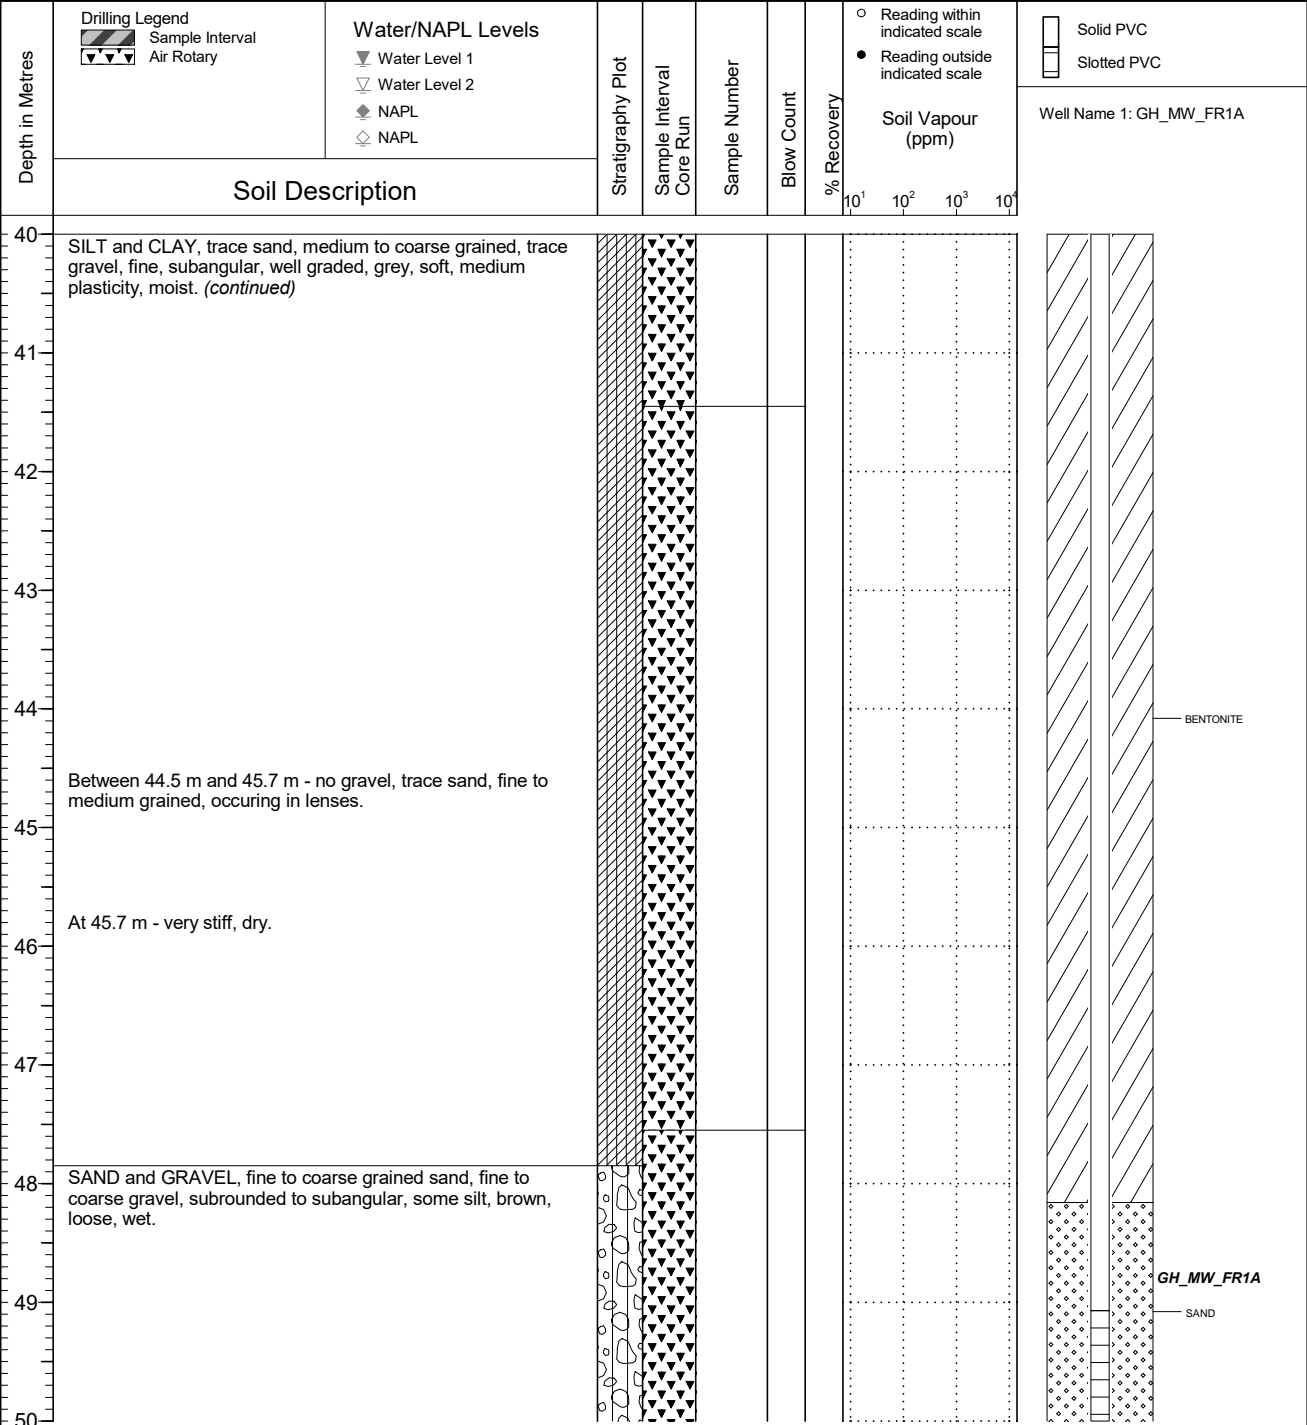 Depth in Metres
Drilling Legend
Sample Interval
Air Rotary
Water/NAPL Levels
Water Level 1
Water Level 2
NAPL
NAPL
Soil Description
Stratigraphy Plot
Sample Interval
Core Run
Sample Number
Blow Count
% Recovery
Reading within
indicated scale
Reading outside
indicated scale
Soil Vapour
(ppm)
10¹ 10² 10³ 10⁴
Solid PVC
Slotted PVC
Well Name 1: GH_MW_FR1A
40
SILT and CLAY, trace sand, medium to coarse grained, trace
gravel, fine, subangular, well graded, grey, soft, medium
plasticity, moist. (continued)
41
42
43
44
BENTONITE
Between 44.5 m and 45.7 m - no gravel, trace sand, fine to
medium grained, occuring in lenses.
45
At 45.7 m - very stiff, dry.
46
47
48
SAND and GRAVEL, fine to coarse grained sand, fine to
coarse gravel, subrounded to subangular, some silt, brown,
loose, wet.
GH_MW_FR1A
49
SAND
50